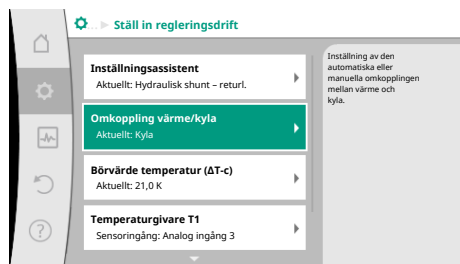 ... ▶ Ställ in regleringsdrift
Inställningsassistent
Aktuellt: Hydraulisk shunt – returl.
Omkoppling värme/kyla
Aktuellt: Kyla
Börvärde temperatur (ΔT-c)
Aktuellt: 21,0 K
Temperaturgivare T1
Sensoringång: Analog ingång 3
Inställning av den
automatiska eller
manuella omkopplingen
mellan värme och
kyla.
?